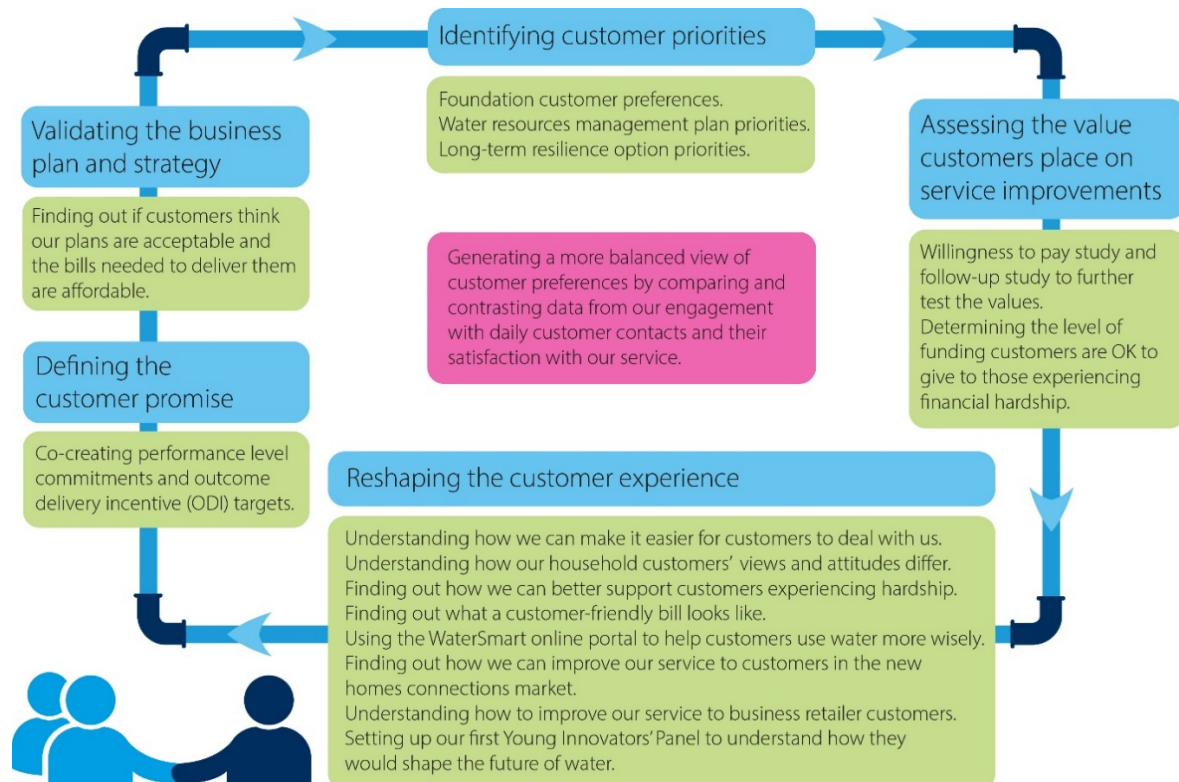 Identifying customer priorities
Foundation customer preferences.
Water resources management plan priorities.
Long-term resilience option priorities.
Assessing the value
customers place on
service improvements
Willingness to pay study and
follow-up study to further
test the values.
Determining the level of
funding customers are OK to
give to those experiencing
financial hardship.
Reshaping the customer experience
Understanding how we can make it easier for customers to deal with us.
Understanding how our household customers’ views and attitudes differ.
Finding out how we can better support customers experiencing hardship.
Finding out what a customer-friendly bill looks like.
Using the WaterSmart online portal to help customers use water more wisely.
Finding out how we can improve our service to customers in the new
homes connections market.
Understanding how to improve our service to business retailer customers.
Setting up our first Young Innovators’ Panel to understand how they
would shape the future of water.
Defining the
customer promise
Co-creating performance level
commitments and outcome
delivery incentive (ODI) targets.
Validating the business
plan and strategy
Finding out if customers think
our plans are acceptable and
the bills needed to deliver them
are affordable.
Generating a more balanced view of
customer preferences by comparing and
contrasting data from our engagement
with daily customer contacts and their
satisfaction with our service.